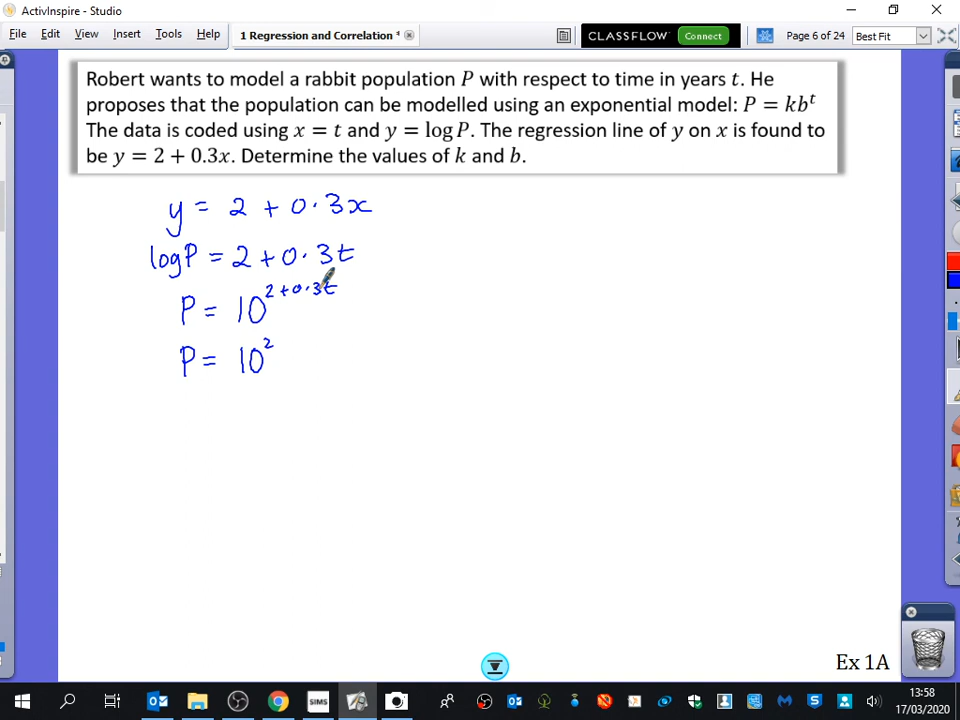 ActivInspire - Studio
File Edit View Insert Tools Help
1 Regression and Correlation *
CLASSFLOW Connect
Page 6 of 24
Best Fit
Robert wants to model a rabbit population P with respect to time in years t. He
proposes that the population can be modelled using an exponential model: P = kb^t
The data is coded using x = t and y = log P. The regression line of y on x is found to
be y = 2 + 0.3x. Determine the values of k and b.
y = 2 + 0.3x
logP = 2 + 0.3t
P = 10^{2+0.3t}
P = 10^2
Ex 1A
SIMS
13:58
17/03/2020